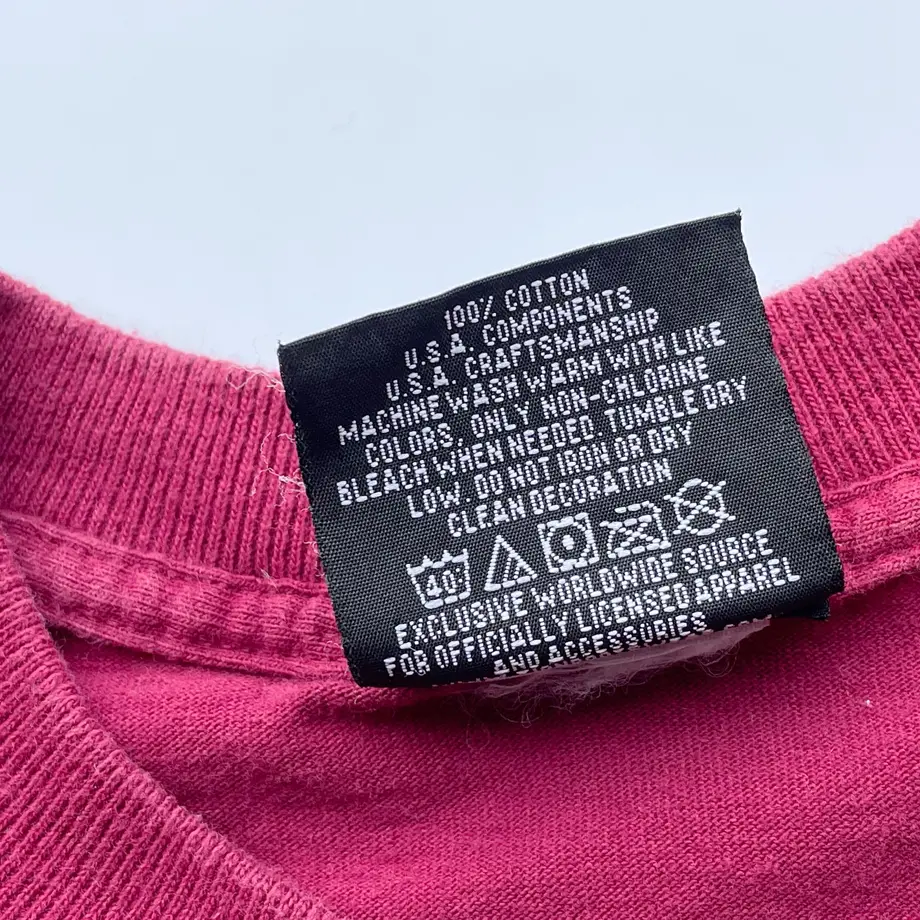 100% COTTON
U.S.A. COMPONENTS
U.S.A. CRAFTSMANSHIP
MACHINE WASH WARM WITH LIKE
COLORS. ONLY NON-CHLORINE
BLEACH WHEN NEEDED. TUMBLE DRY
LOW. DO NOT IRON OR DRY
CLEAN DECORATION
40
EXCLUSIVE WORLDWIDE SOURCE
FOR OFFICIALLY LICENSED APPAREL
AND ACCESSORIES.